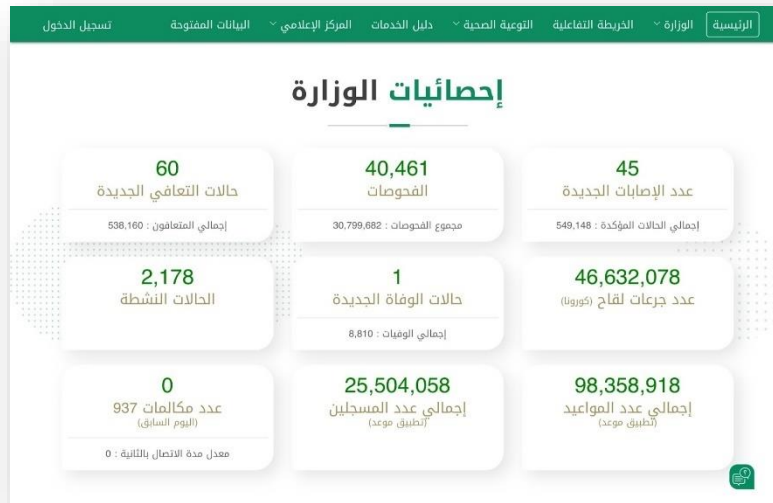 الرئيسية الوزارة الخريطة التفاعلية التوعية الصحية دليل الخدمات المركز الإعلامي البيانات المفتوحة تسجيل الدخول
إحصائيات الوزارة
45
عدد الإصابات الجديدة
إجمالي الحالات المؤكدة : 549,148
40,461
الفحوصات
مجموع الفحوصات : 30,799,682
60
حالات التعافي الجديدة
إجمالي المتعافون : 538,160
46,632,078
عدد جرعات لقاح (كورونا)
1
حالات الوفاة الجديدة
إجمالي الوفيات : 8,810
2,178
الحالات النشطة
98,358,918
إجمالي عدد المواعيد
(تطبيق موعد)
25,504,058
إجمالي عدد المسجلين
(تطبيق موعد)
0
عدد مكالمات 937
(اليوم السابق)
معدل مدة الاتصال بالثانية : 0